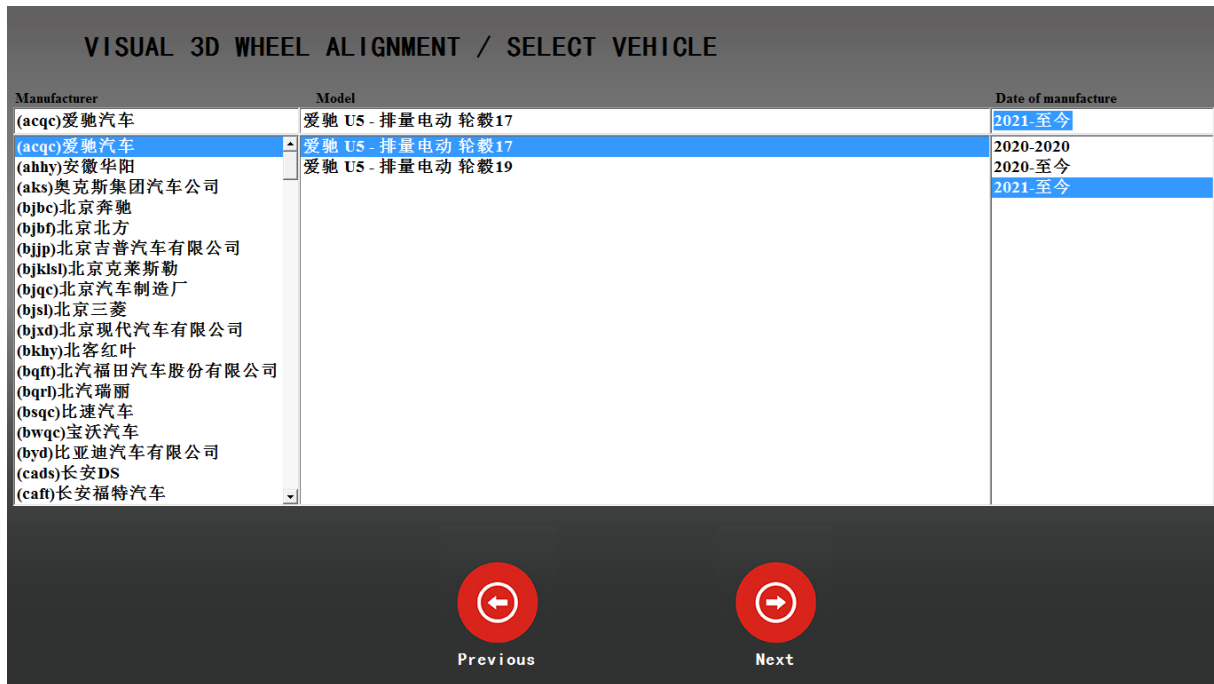 VISUAL 3D WHEEL ALIGNMENT / SELECT VEHICLE
Manufacturer
Model
Date of manufacture
(acqc)爱驰汽车
爱驰 U5 - 排量电动 轮毂17
2021-至今
(acqc)爱驰汽车
(ahhy)安徽华阳
(aks)奥克斯集团汽车公司
(bjbc)北京奔驰
(bjbf)北京北方
(bjjp)北京吉普汽车有限公司
(bjklsl)北京克莱斯勒
(bjqc)北京汽车制造厂
(bjsl)北京三菱
(bjxd)北京现代汽车有限公司
(bkhy)北客红叶
(bqft)北汽福田汽车股份有限公司
(bqrl)北汽瑞丽
(bsqc)比速汽车
(bwqc)宝沃汽车
(byd)比亚迪汽车有限公司
(cads)长安DS
(caft)长安福特汽车
爱驰 U5 - 排量电动 轮毂17
爱驰 U5 - 排量电动 轮毂19
2020-2020
2020-至今
2021-至今
Previous
Next